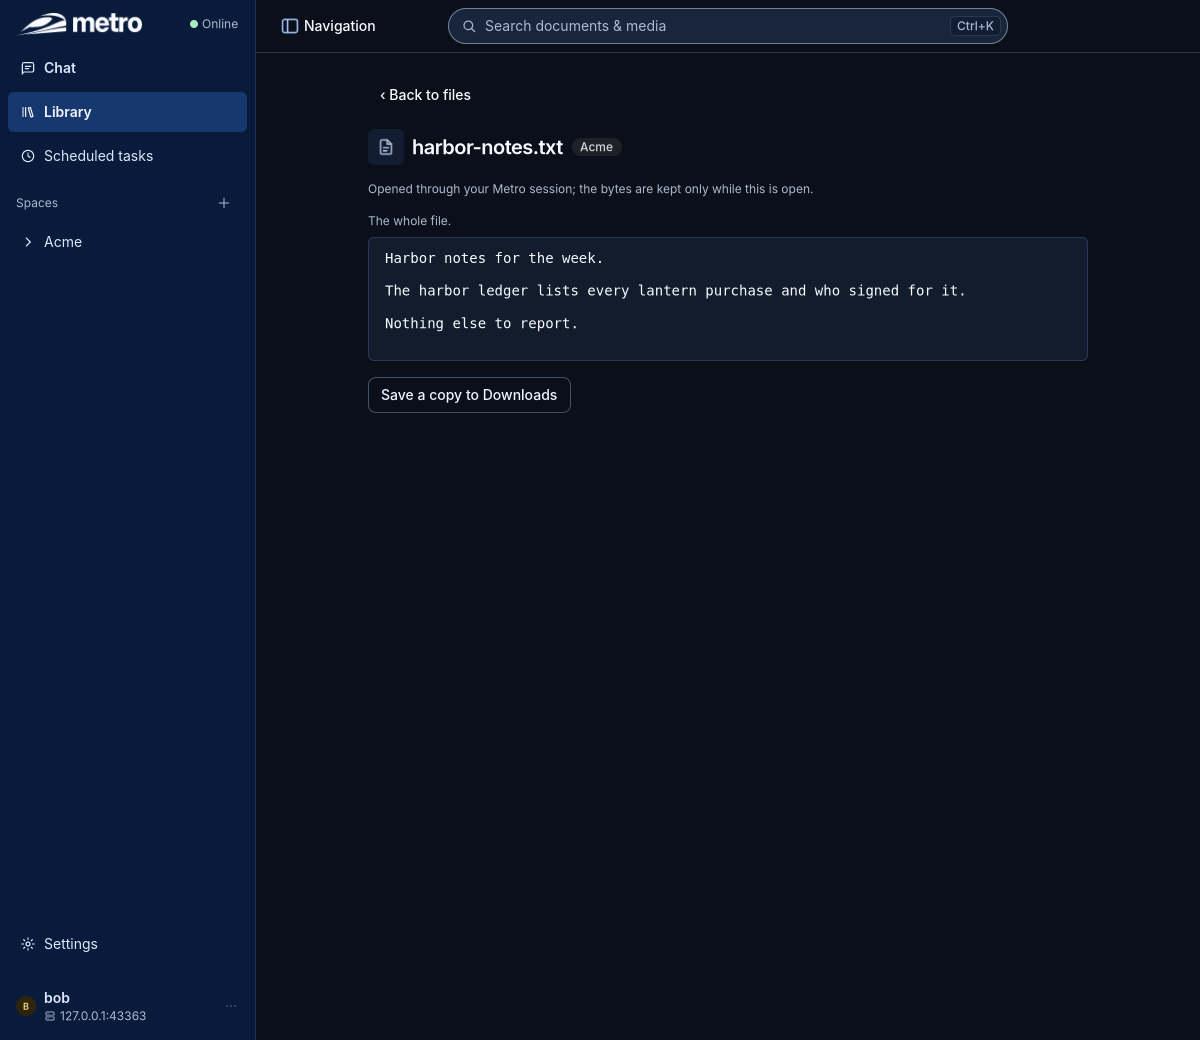 metro
Online
Chat
Library
Scheduled tasks
Spaces
Acme
Settings
B
bob
127.0.0.1:43363
Navigation
Search documents & media
Ctrl+K
‹ Back to files
harbor-notes.txt
Acme
Opened through your Metro session; the bytes are kept only while this is open.
The whole file.
Harbor notes for the week.
The harbor ledger lists every lantern purchase and who signed for it.
Nothing else to report.
Save a copy to Downloads